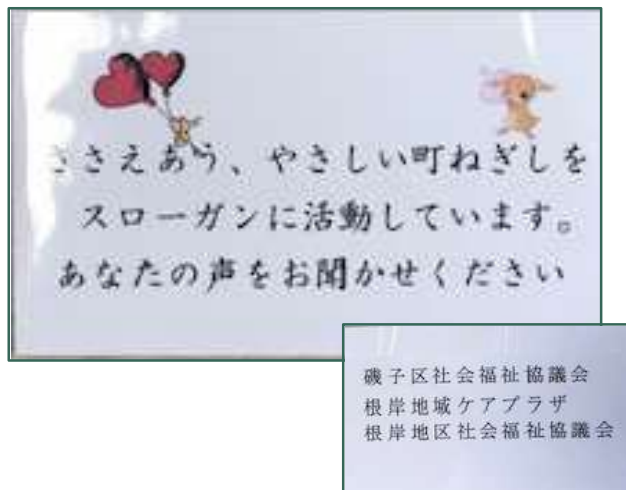 ささえあう、やさしい町ねぎしを
スローガンに活動しています。
あなたの声をお聞かせください
磯子区社会福祉協議会
根岸地域ケアプラザ
根岸地区社会福祉協議会